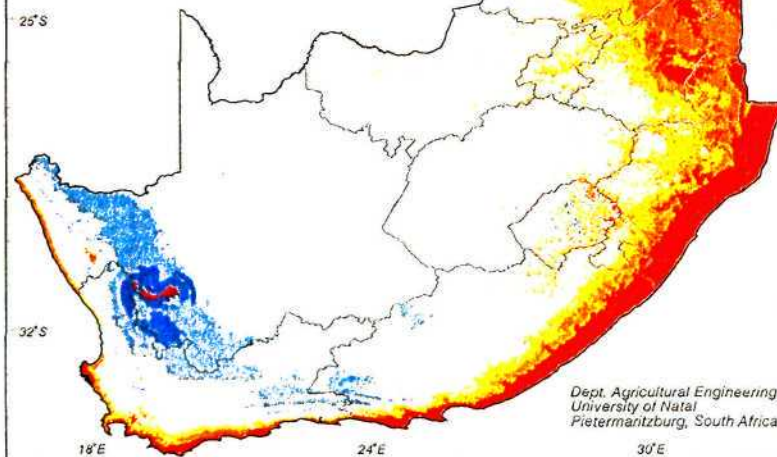 25°S
32°S
Dept. Agricultural Engineering
University of Natal
Pietermaritzburg, South Africa
18°E
24°E
30°E